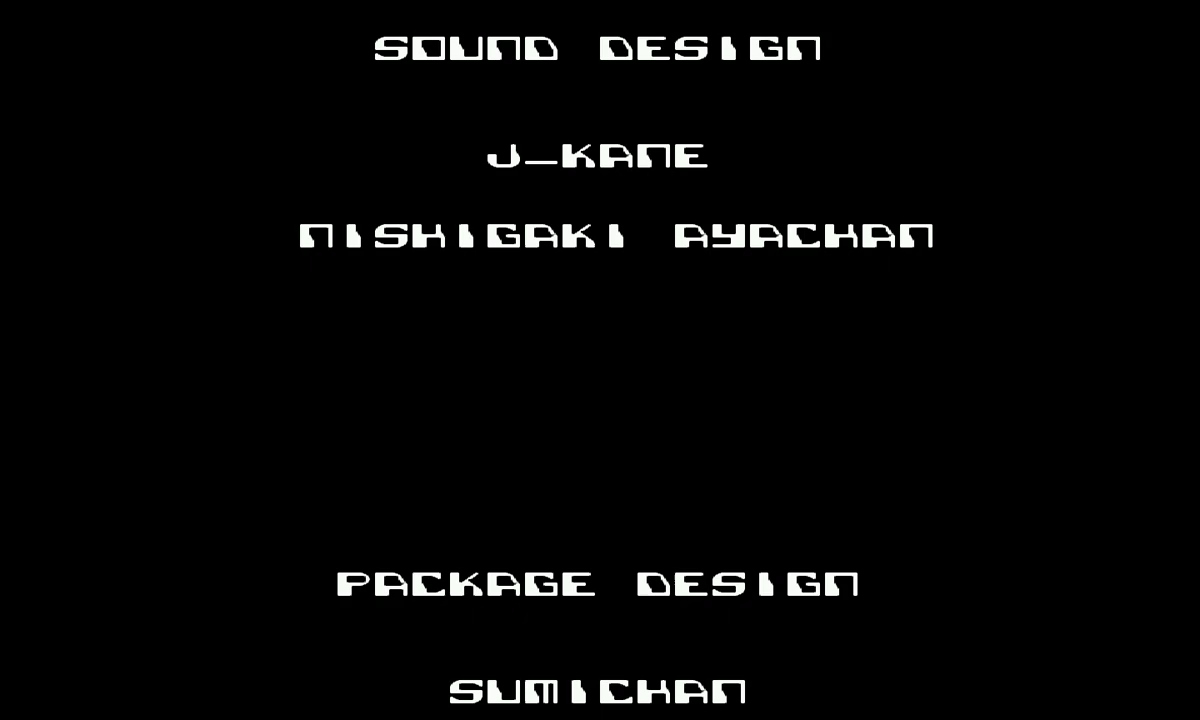 SOUND DESIGN
J_KANE
NISHIGAKI AYACHAN
PACKAGE DESIGN
SUMICHAN